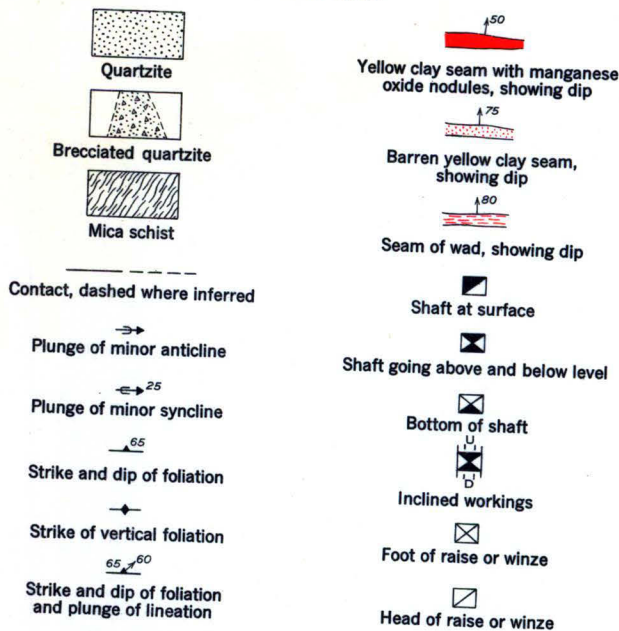 Quartzite
Brecciated quartzite
Mica schist
Contact, dashed where inferred
Plunge of minor anticline
25
Plunge of minor syncline
65
Strike and dip of foliation
Strike of vertical foliation
65 60
Strike and dip of foliation
and plunge of lineation
50
Yellow clay seam with manganese
oxide nodules, showing dip
75
Barren yellow clay seam,
showing dip
80
Seam of wad, showing dip
Shaft at surface
Shaft going above and below level
Bottom of shaft
U
D
Inclined workings
Foot of raise or winze
Head of raise or winze